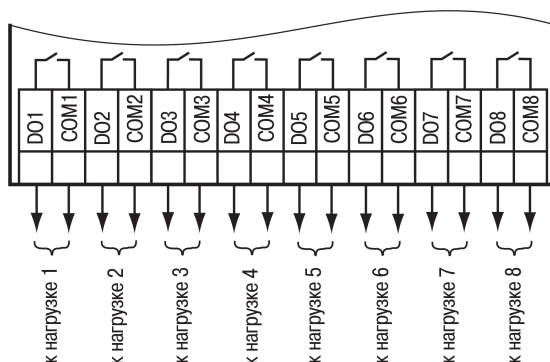 DO1
COM1
DO2
COM2
DO3
COM3
DO4
COM4
DO5
COM5
DO6
COM6
DO7
COM7
DO8
COM8
к нагрузке 1
к нагрузке 2
к нагрузке 3
к нагрузке 4
к нагрузке 5
к нагрузке 6
к нагрузке 7
к нагрузке 8